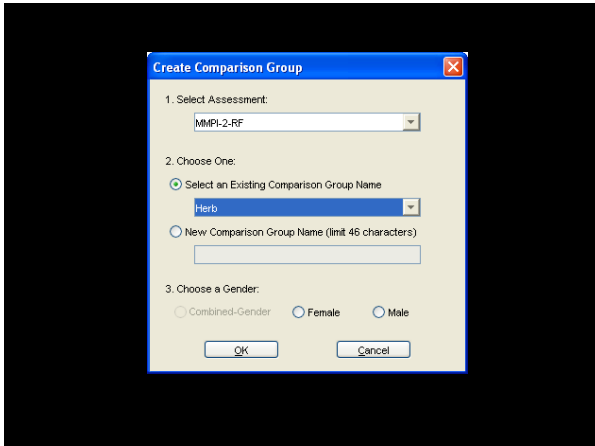 Create Comparison Group
1. Select Assessment:
MMPI-2-RF
2. Choose One:
Select an Existing Comparison Group Name
Herb
New Comparison Group Name (limit 46 characters)
3. Choose a Gender:
Combined-Gender Female Male
OK Cancel